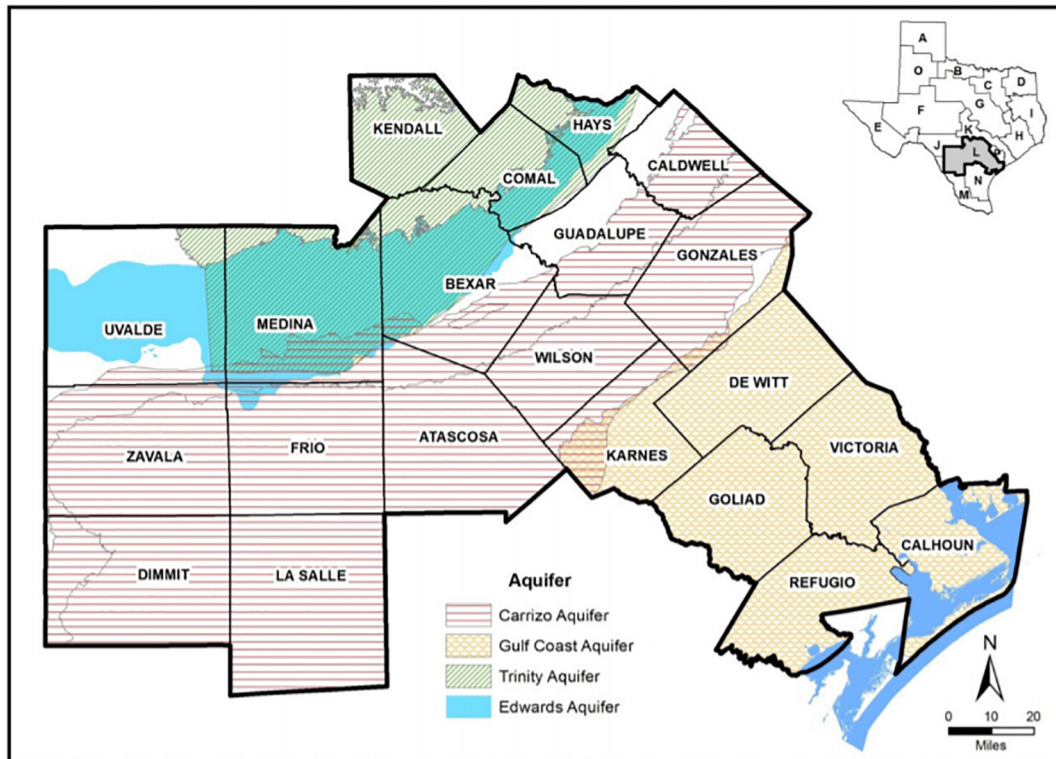 KENDALL
HAYS
CALDWELL
COMAL
GUADALUPE
GONZALES
BEXAR
UVALDE
MEDINA
WILSON
DE WITT
ZAVALA
FRIO
ATASCOSA
KARNES
VICTORIA
GOLIAD
CALHOUN
DIMMIT
LA SALLE
REFUGIO
Aquifer
Carrizo Aquifer
Gulf Coast Aquifer
Trinity Aquifer
Edwards Aquifer
A
O
B
C
D
F
G
I
E
K
H
J
L
P
N
M
N
0 10 20
Miles